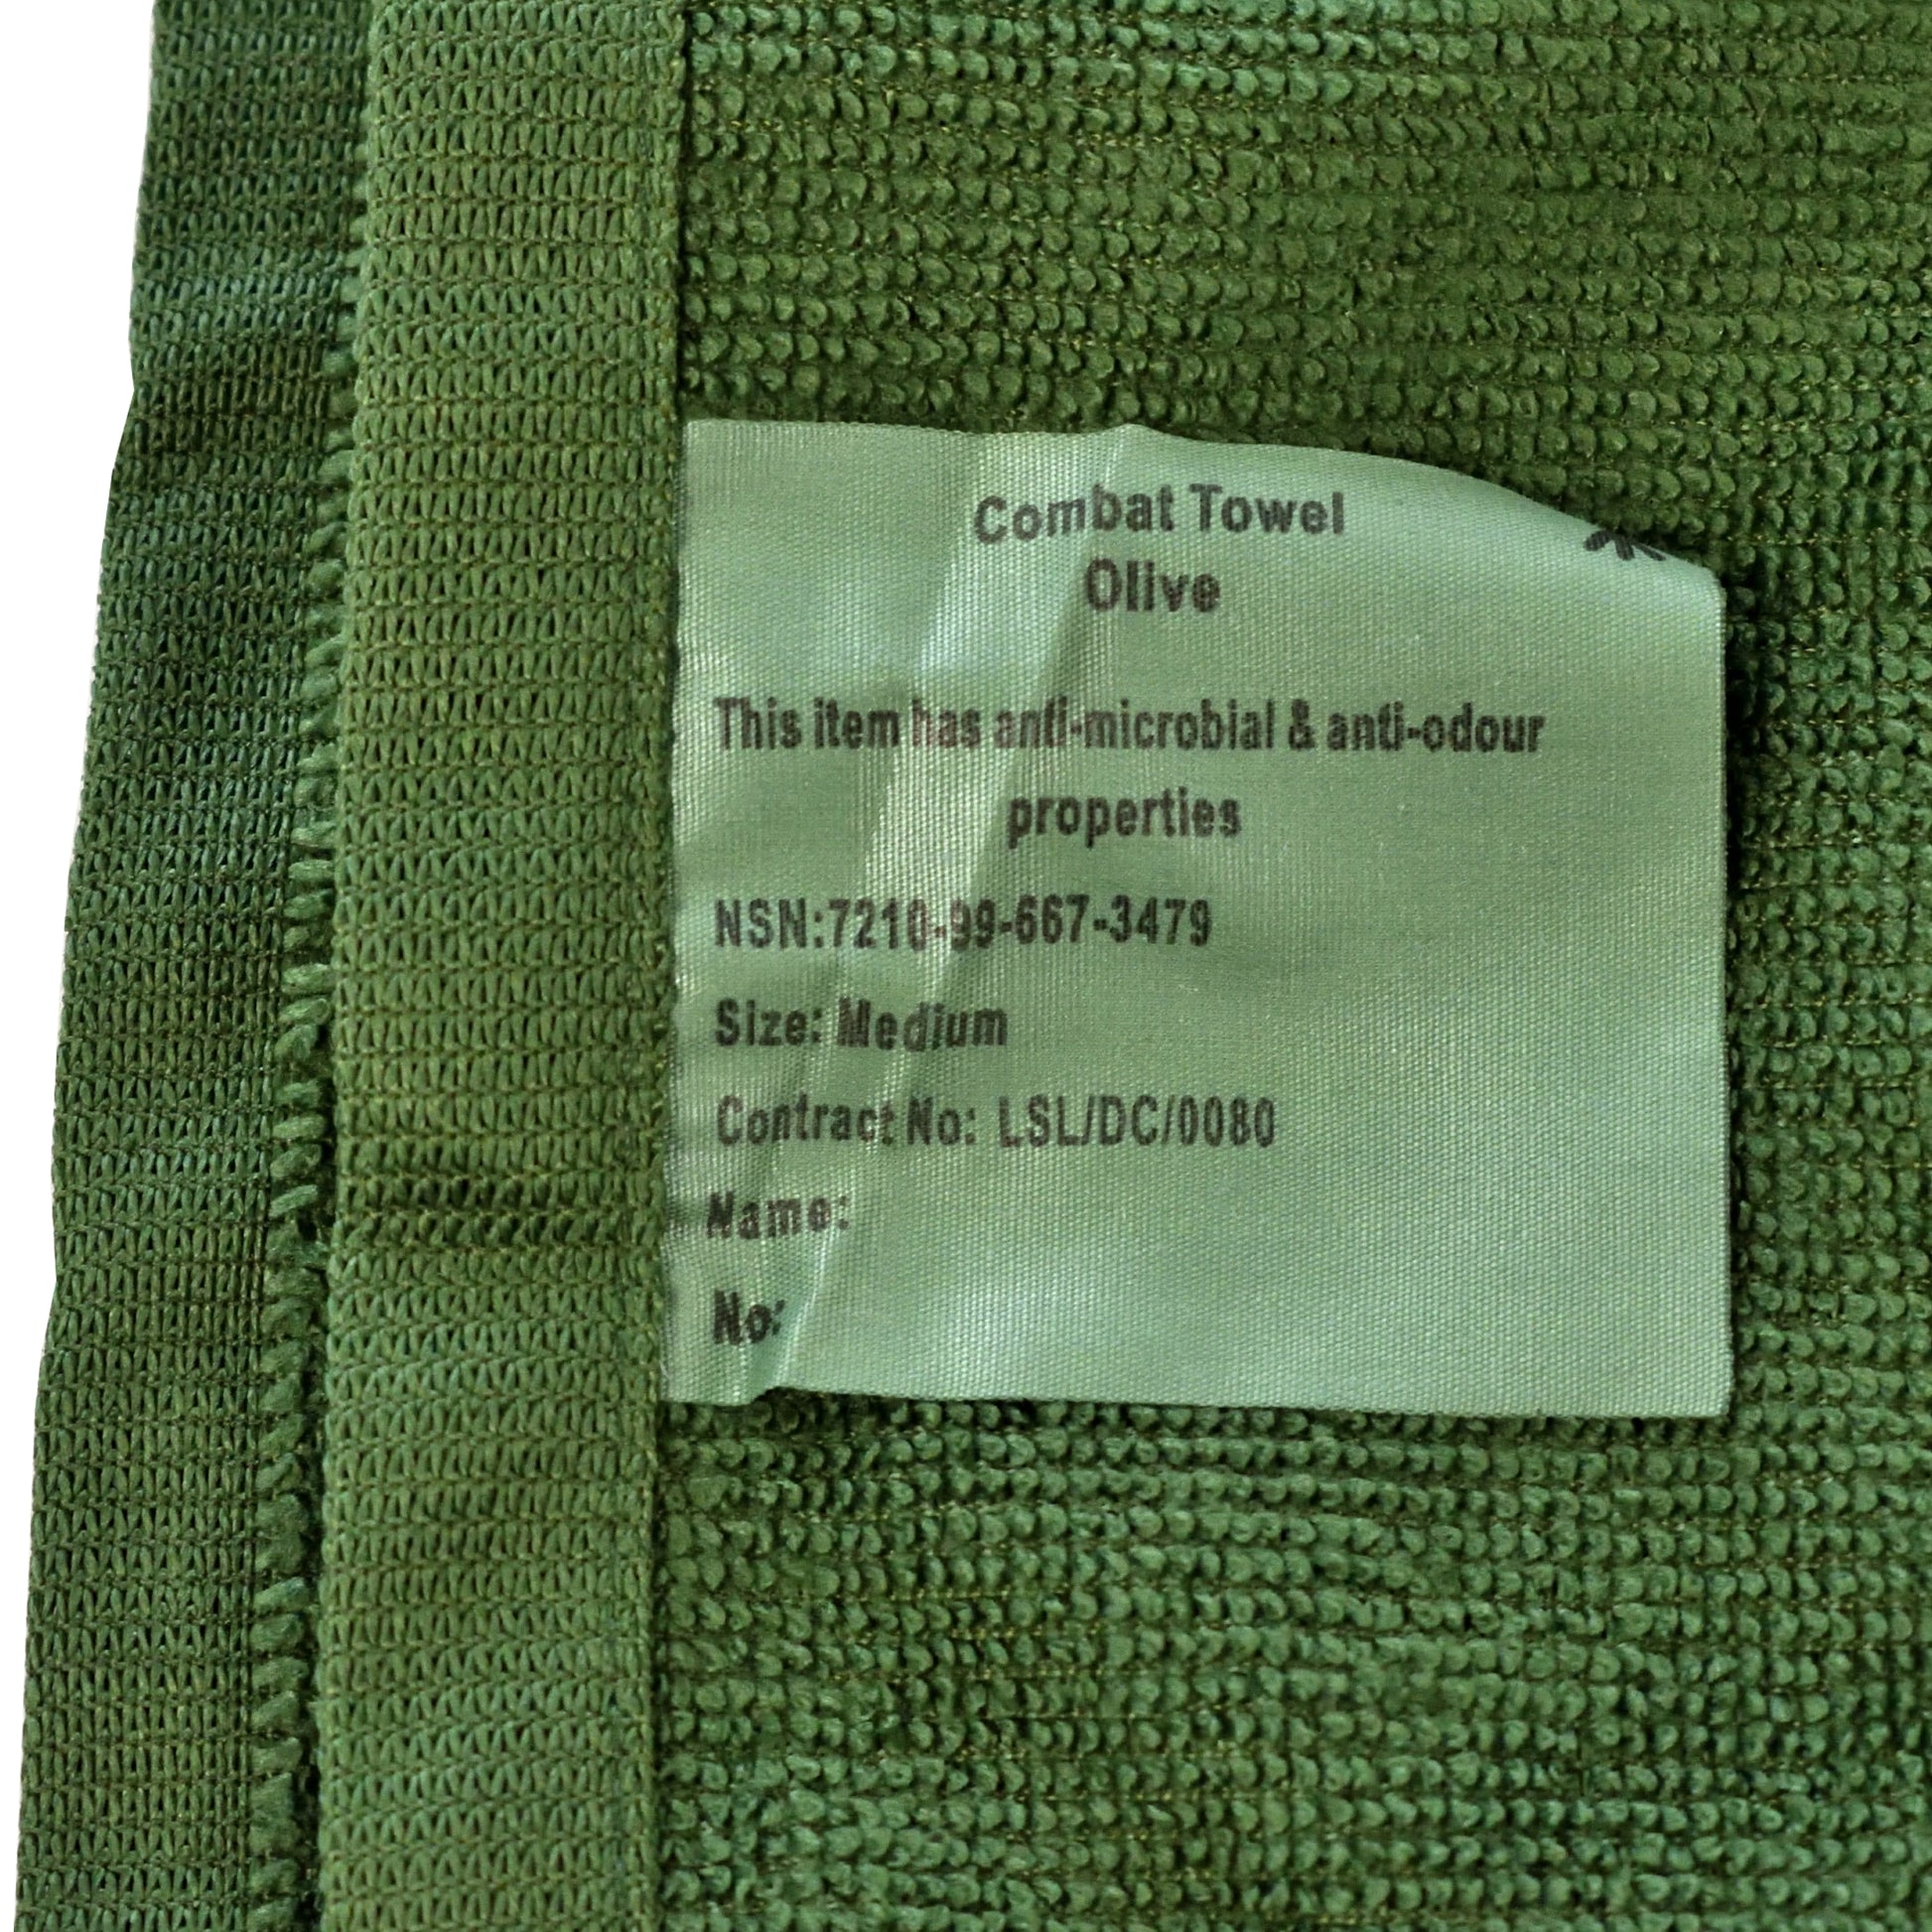 Combat Towel
Olive
This item has anti-microbial & anti-odour
properties
NSN:7210-99-667-3479
Size: Medium
Contract No: LSL/DC/0080
Name:
No: